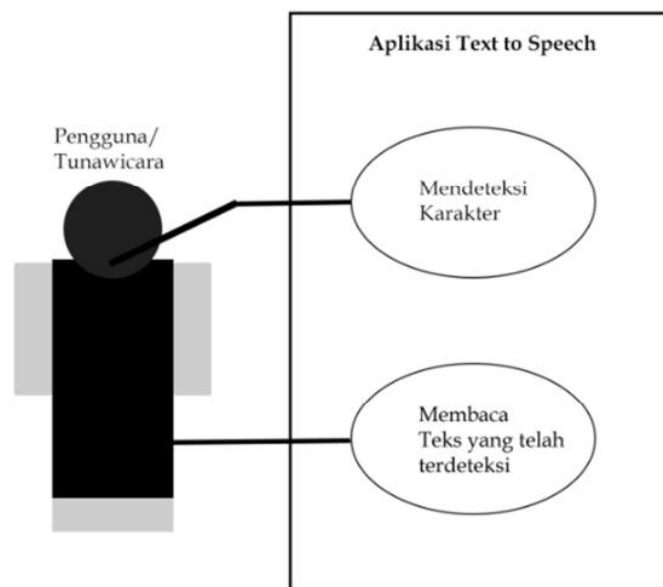 Aplikasi Text to Speech
Pengguna/
Tunawicara
Mendeteksi
Karakter
Membaca
Teks yang telah
terdeteksi